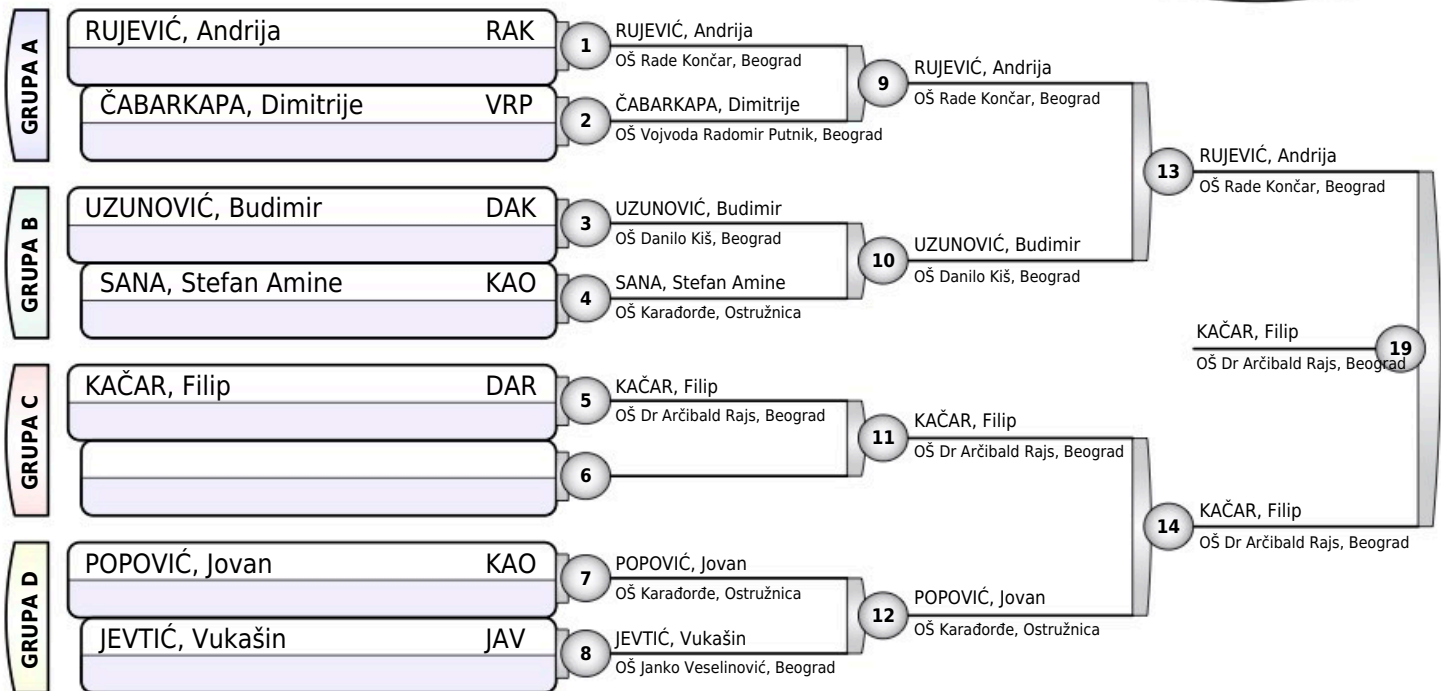 GRUPA A
RUJEVIĆ, Andrija RAK
ČABARKAPA, Dimitrije VRP
GRUPA B
UZUNOVIĆ, Budimir DAK
SANA, Stefan Amine KAO
GRUPA C
KAČAR, Filip DAR
GRUPA D
POPOVIĆ, Jovan KAO
JEVTIĆ, Vukašin JAV
1
RUJEVIĆ, Andrija
OŠ Rade Končar, Beograd
2
ČABARKAPA, Dimitrije
OŠ Vojvoda Radomir Putnik, Beograd
3
UZUNOVIĆ, Budimir
OŠ Danilo Kiš, Beograd
4
SANA, Stefan Amine
OŠ Karađorđe, Ostružnica
5
KAČAR, Filip
OŠ Dr Arčibald Rajs, Beograd
6
7
POPOVIĆ, Jovan
OŠ Karađorđe, Ostružnica
8
JEVTIĆ, Vukašin
OŠ Janko Veselinović, Beograd
9
RUJEVIĆ, Andrija
OŠ Rade Končar, Beograd
10
UZUNOVIĆ, Budimir
OŠ Danilo Kiš, Beograd
11
KAČAR, Filip
OŠ Dr Arčibald Rajs, Beograd
12
POPOVIĆ, Jovan
OŠ Karađorđe, Ostružnica
13
RUJEVIĆ, Andrija
OŠ Rade Končar, Beograd
14
KAČAR, Filip
OŠ Dr Arčibald Rajs, Beograd
19
KAČAR, Filip
OŠ Dr Arčibald Rajs, Beograd